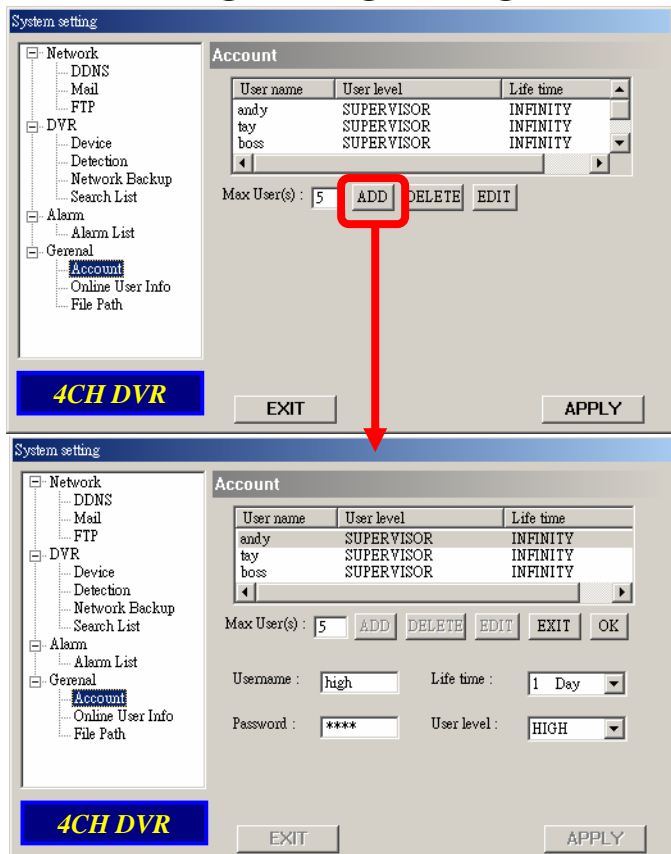 System setting
Network
DDNS
Mail
FTP
DVR
Device
Detection
Network Backup
Search List
Alarm
Alarm List
Gerenal
Account
Online User Info
File Path
4CH DVR
Account
User name User level Life time
andy SUPERVISOR INFINITY
tay SUPERVISOR INFINITY
boss SUPERVISOR INFINITY
Max User(s) : 5 ADD DELETE EDIT
EXIT APPLY
System setting
Network
DDNS
Mail
FTP
DVR
Device
Detection
Network Backup
Search List
Alarm
Alarm List
Gerenal
Account
Online User Info
File Path
4CH DVR
Account
User name User level Life time
andy SUPERVISOR INFINITY
tay SUPERVISOR INFINITY
boss SUPERVISOR INFINITY
Max User(s) : 5 ADD DELETE EDIT EXIT OK
Username : high Life time : 1 Day
Password : **** User level : HIGH
EXIT APPLY